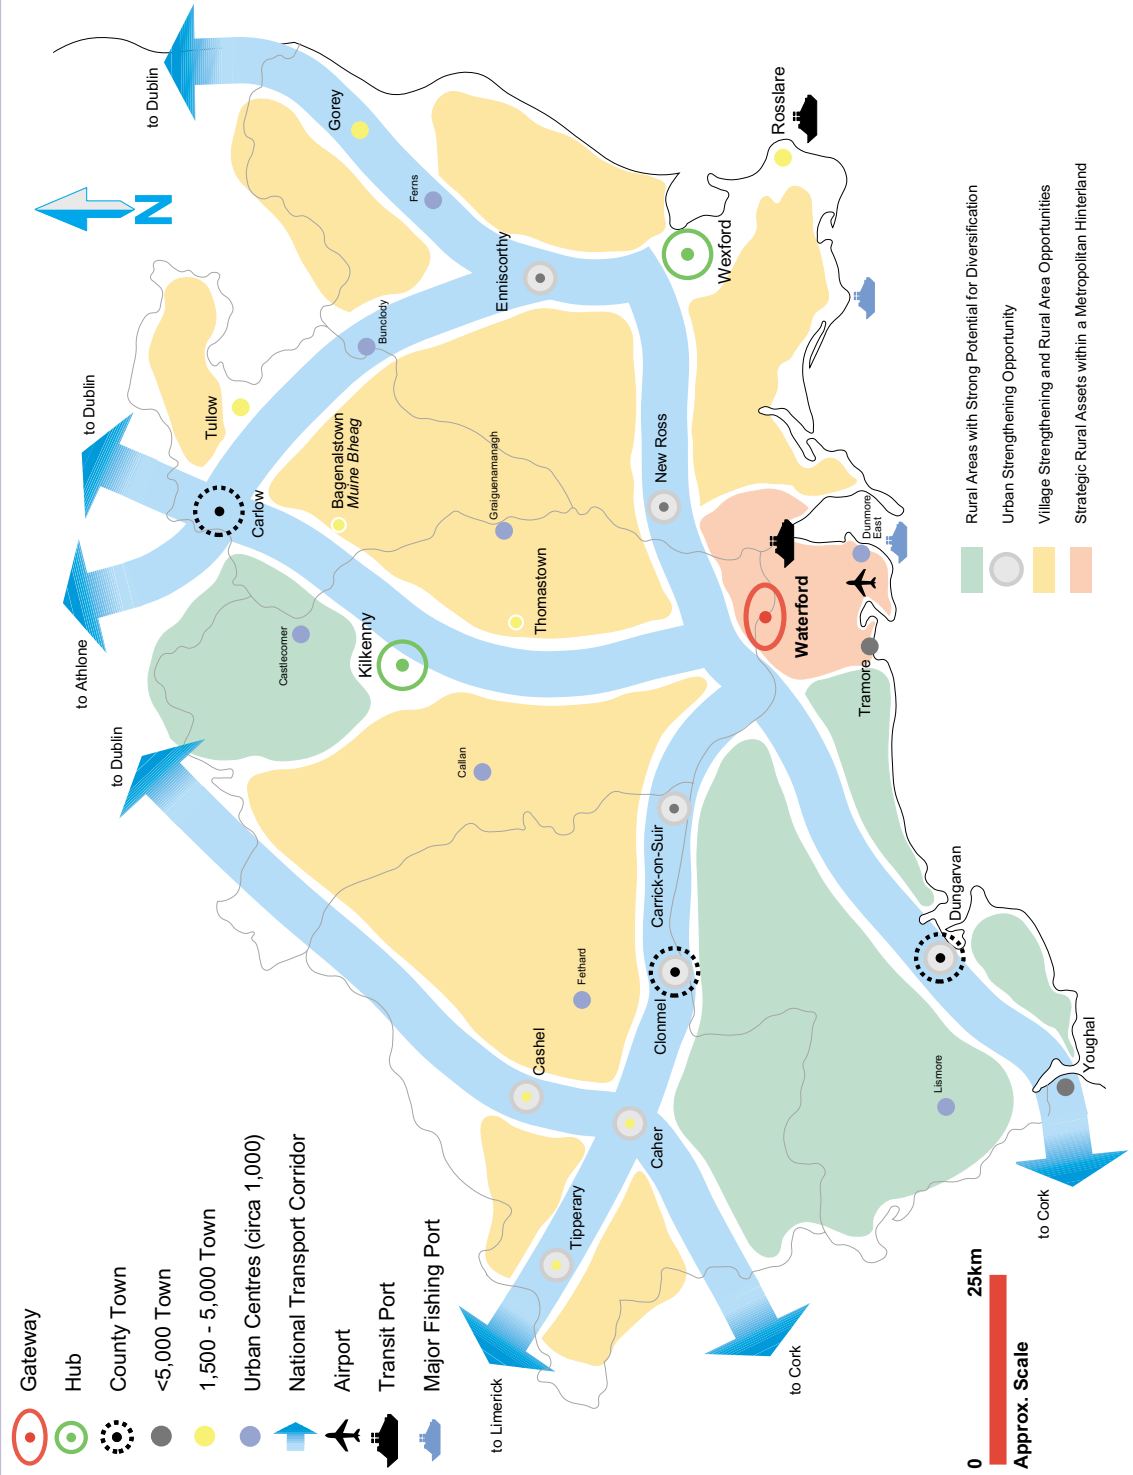 Gateway
Hub
County Town
<5,000 Town
1,500 - 5,000 Town
Urban Centres (circa 1,000)
National Transport Corridor
Airport
Transit Port
Major Fishing Port
to Limerick
to Cork
to Cork
to Dublin
to Athlone
to Dublin
to Dublin
N
Tipperary
Caher
Cashel
Fethard
Clonmel
Carrick-on-Suir
Callan
Lismore
Youghal
Dungarvan
Castlecomer
Kilkenny
Thomastown
Graiguenamanagh
Bagenalstown
Muine Bheag
Carlow
Tullow
Bunclody
Enniscorthy
Ferns
Gorey
New Ross
Wexford
Rosslare
Waterford
Tramore
Dunmore
East
Rural Areas with Strong Potential for Diversification
Urban Strengthening Opportunity
Village Strengthening and Rural Area Opportunities
Strategic Rural Assets within a Metropolitan Hinterland
0
25km
Approx. Scale